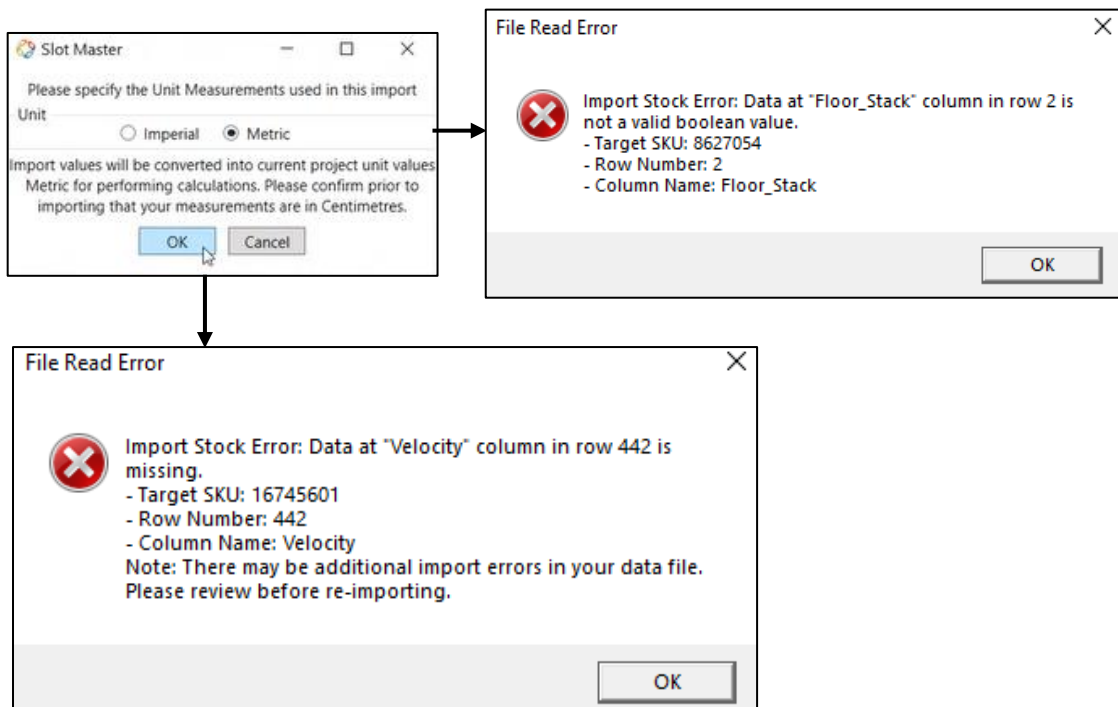 Slot Master
Please specify the Unit Measurements used in this import
Unit
Imperial
Metric
Import values will be converted into current project unit values
Metric for performing calculations. Please confirm prior to
importing that your measurements are in Centimetres.
OK
Cancel
File Read Error
Import Stock Error: Data at "Floor_Stack" column in row 2 is
not a valid boolean value.
- Target SKU: 8627054
- Row Number: 2
- Column Name: Floor_Stack
OK
File Read Error
Import Stock Error: Data at "Velocity" column in row 442 is
missing.
- Target SKU: 16745601
- Row Number: 442
- Column Name: Velocity
Note: There may be additional import errors in your data file.
Please review before re-importing.
OK